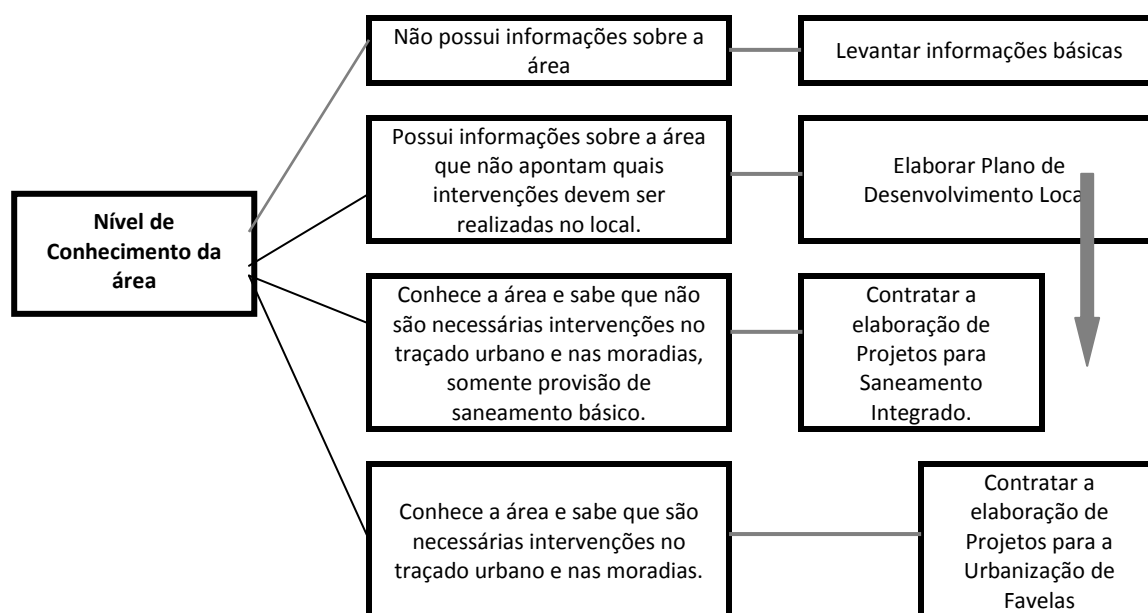 Não possui informações sobre a
área
Levantar informações básicas
Possui informações sobre a área
que não apontam quais
intervenções devem ser
realizadas no local.
Elaborar Plano de
Desenvolvimento Local
Nível de
Conhecimento da
área
Conhece a área e sabe que não
são necessárias intervenções no
traçado urbano e nas moradias,
somente provisão de
saneamento básico.
Contratar a
elaboração de
Projetos para
Saneamento
Integrado.
Conhece a área e sabe que são
necessárias intervenções no
traçado urbano e nas moradias.
Contratar a
elaboração de
Projetos para a
Urbanização de
Favelas